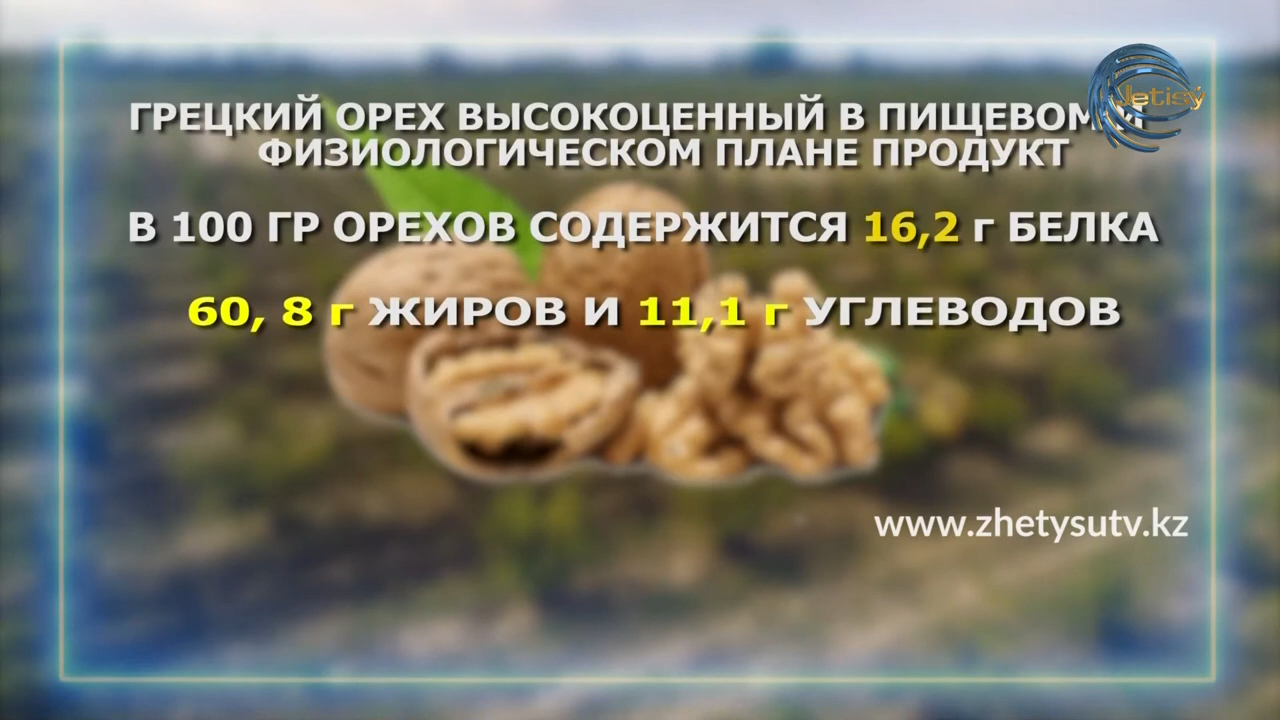 ГРЕЦКИЙ ОРЕХ ВЫСОКОЦЕННЫЙ В ПИЩЕВОМ И
ФИЗИОЛОГИЧЕСКОМ ПЛАНЕ ПРОДУКТ
В 100 ГР ОРЕХОВ СОДЕРЖИТСЯ 16,2 г БЕЛКА
60, 8 г ЖИРОВ И 11,1 г УГЛЕВОДОВ
Jetisý
www.zhetysutv.kz